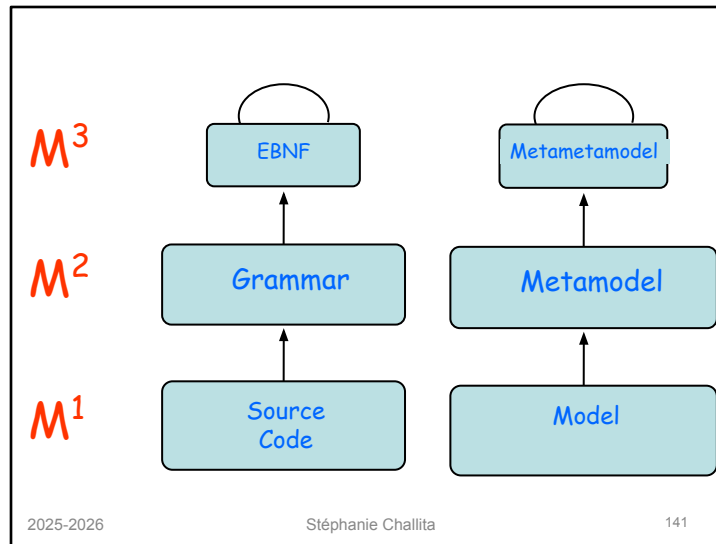 M³
EBNF
Metametamodel
M²
Grammar
Metamodel
M¹
Source
Code
Model
2025-2026
Stéphanie Challita
141